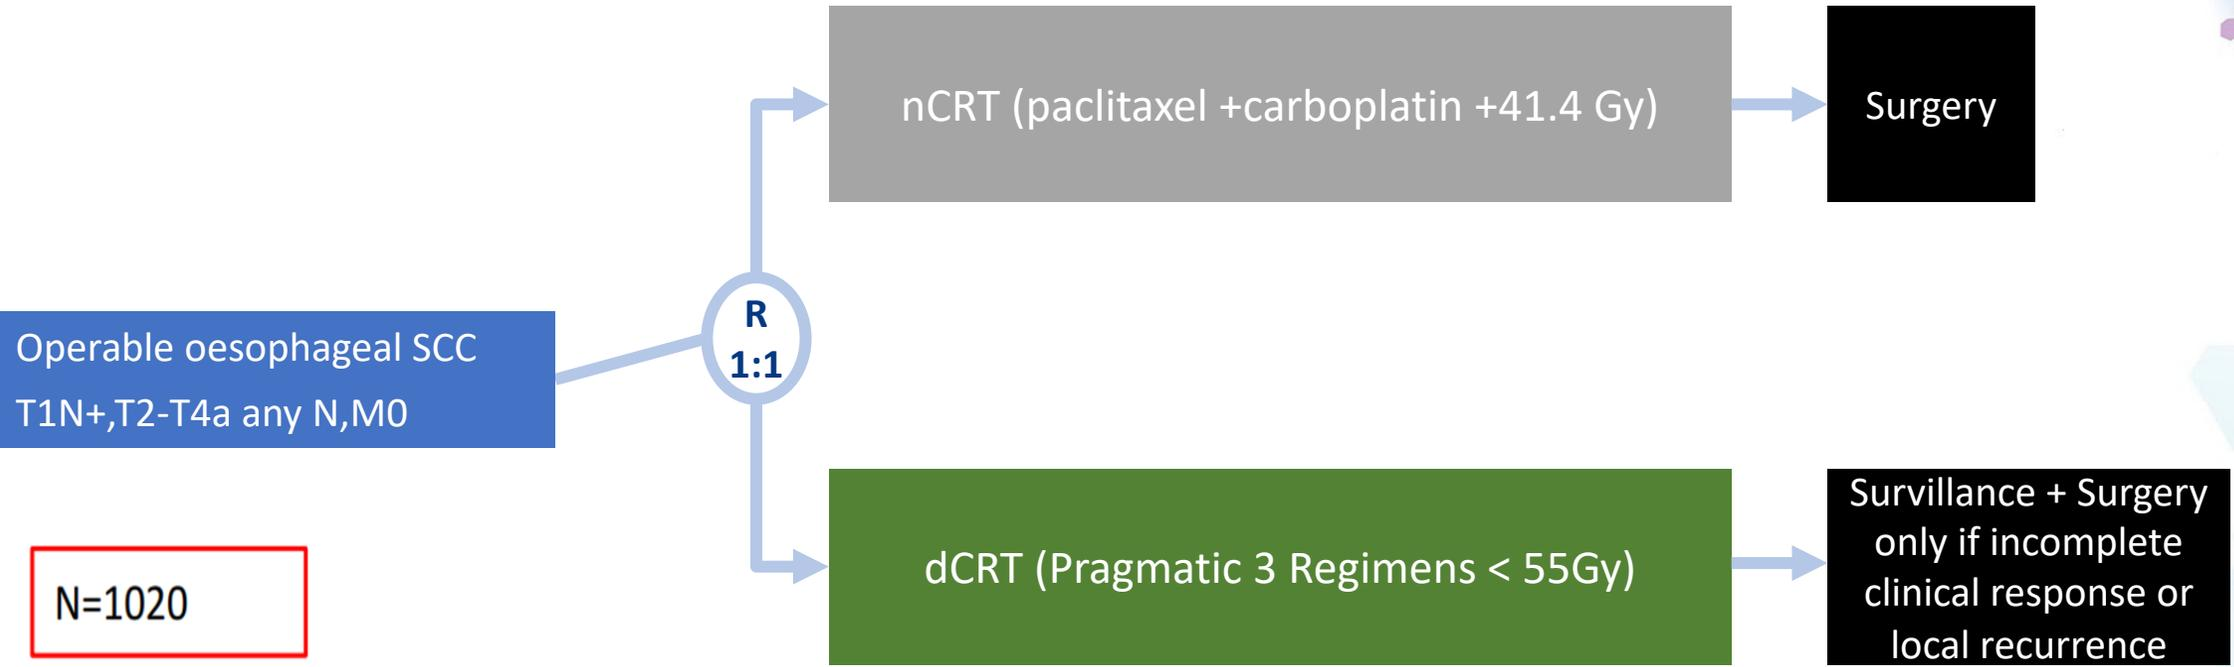 nCRT (paclitaxel +carboplatin +41.4 Gy)
Surgery
R
1:1
Operable oesophageal SCC
T1N+,T2-T4a any N,M0
dCRT (Pragmatic 3 Regimens < 55Gy)
Survillance + Surgery
only if incomplete
clinical response or
local recurrence
N=1020